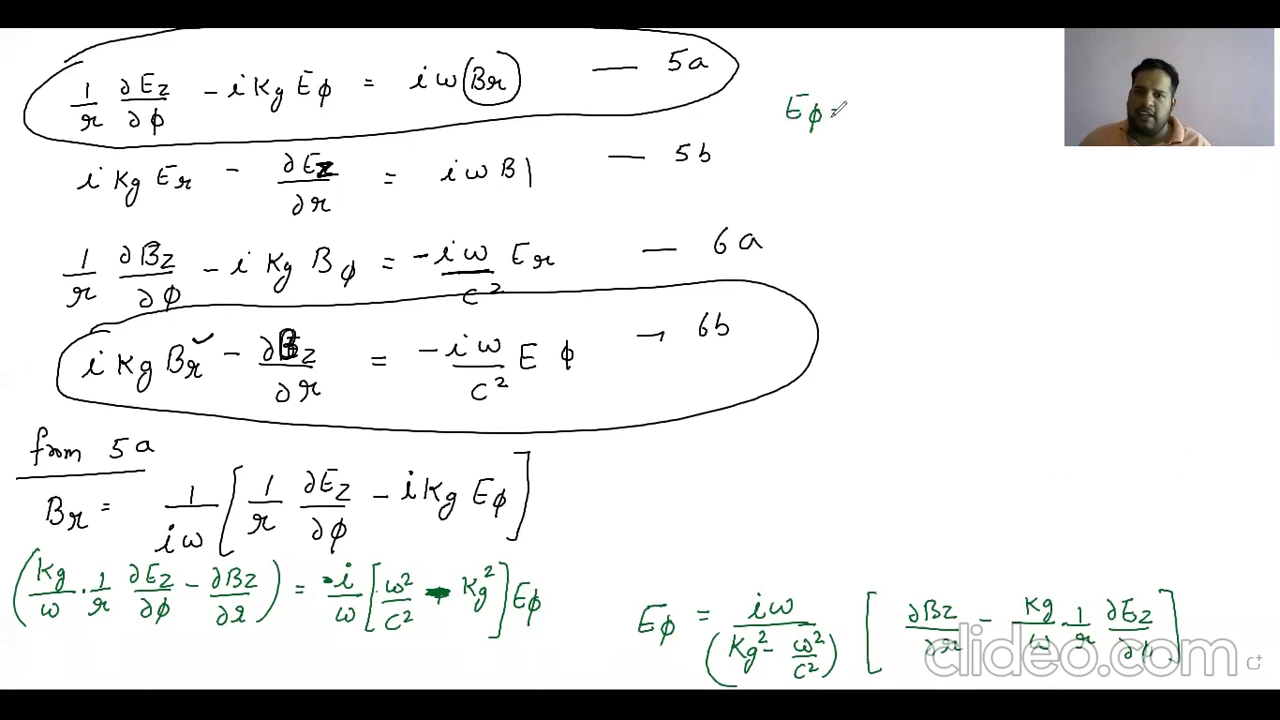 1/r ∂Ez/∂φ - i Kg Eφ = iω Br — 5a
Eφ =
i Kg Er - ∂Ez/∂r = iω B — 5b
1/r ∂Bz/∂φ - i Kg Bφ = -iω/c² Er — 6a
i Kg Br - ∂Bz/∂r = -iω/c² Eφ → 6b
from 5a
Br = 1/iω [1/r ∂Ez/∂φ - i Kg Eφ]
(Kg/ω · 1/r ∂Ez/∂φ - ∂Bz/∂r) = -i/ω [ω²/c² - Kg²] Eφ
Eφ = iω/(Kg² - ω²/c²) [∂Bz/∂r - Kg/ω · 1/r ∂Ez/∂φ]
clideo.com